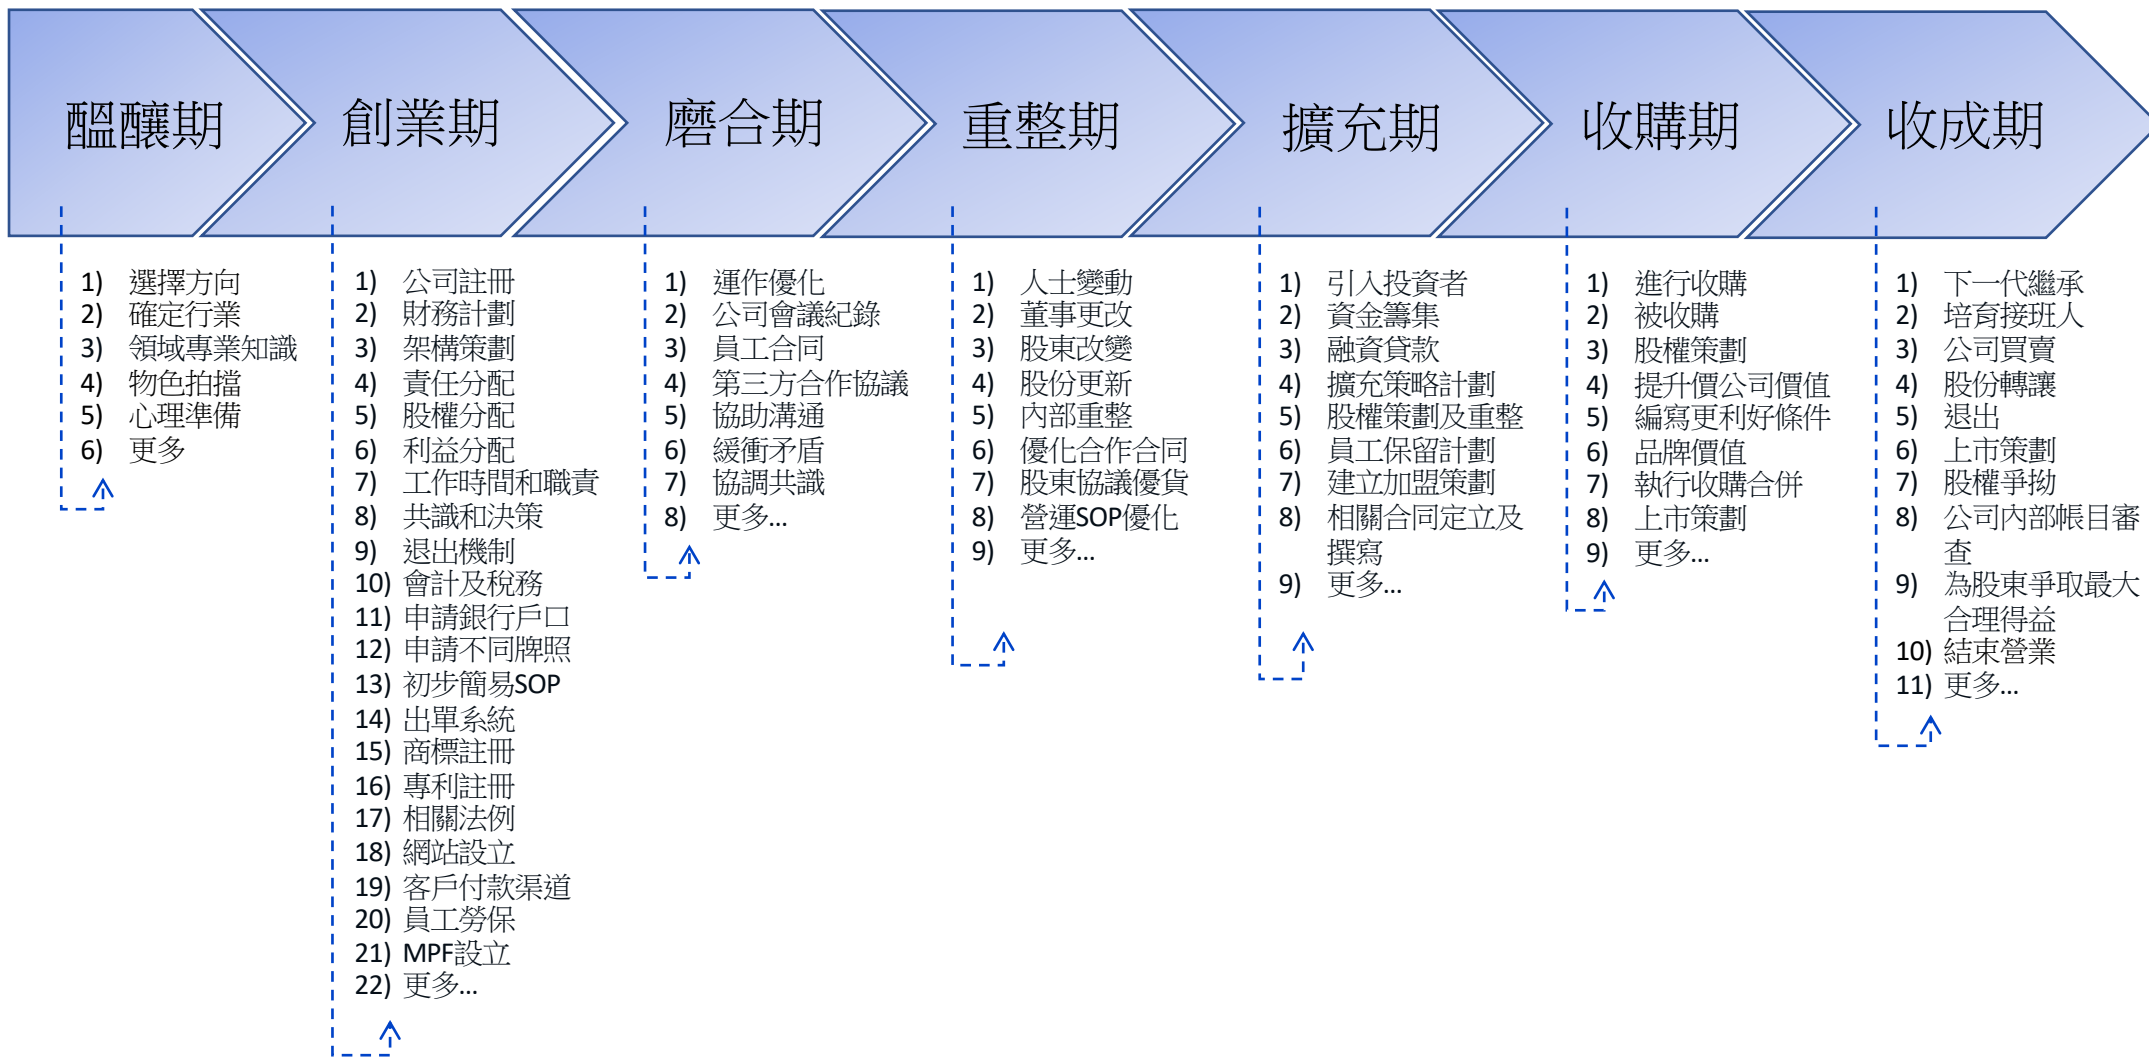 醞釀期
創業期
磨合期
重整期
擴充期
收購期
收成期
1) 選擇方向
2) 確定行業
3) 領域專業知識
4) 物色拍擋
5) 心理準備
6) 更多
1) 公司註冊
2) 財務計劃
3) 架構策劃
4) 責任分配
5) 股權分配
6) 利益分配
7) 工作時間和職責
8) 共識和决策
9) 退出機制
10) 會計及稅務
11) 申請銀行戶口
12) 申請不同牌照
13) 初步簡易SOP
14) 出單系統
15) 商標註冊
16) 專利註冊
17) 相關法例
18) 網站設立
19) 客戶付款渠道
20) 員工勞保
21) MPF設立
22) 更多...
1) 運作優化
2) 公司會議紀錄
3) 員工合同
4) 第三方合作協議
5) 協助溝通
6) 緩衝矛盾
7) 協調共識
8) 更多...
1) 人士變動
2) 董事更改
3) 股東改變
4) 股份更新
5) 內部重整
6) 優化合作合同
7) 股東協議優貨
8) 營運SOP優化
9) 更多...
1) 引入投資者
2) 資金籌集
3) 融資貸款
4) 擴充策略計劃
5) 股權策劃及重整
6) 員工保留計劃
7) 建立加盟策劃
8) 相關合同定立及
撰寫
9) 更多...
1) 進行收購
2) 被收購
3) 股權策劃
4) 提升價公司價值
5) 編寫更利好條件
6) 品牌價值
7) 執行收購合併
8) 上市策劃
9) 更多...
1) 下一代繼承
2) 培育接班人
3) 公司買賣
4) 股份轉讓
5) 退出
6) 上市策劃
7) 股權爭拗
8) 公司內部帳目審
查
9) 為股東爭取最大
合理得益
10) 結束營業
11) 更多...